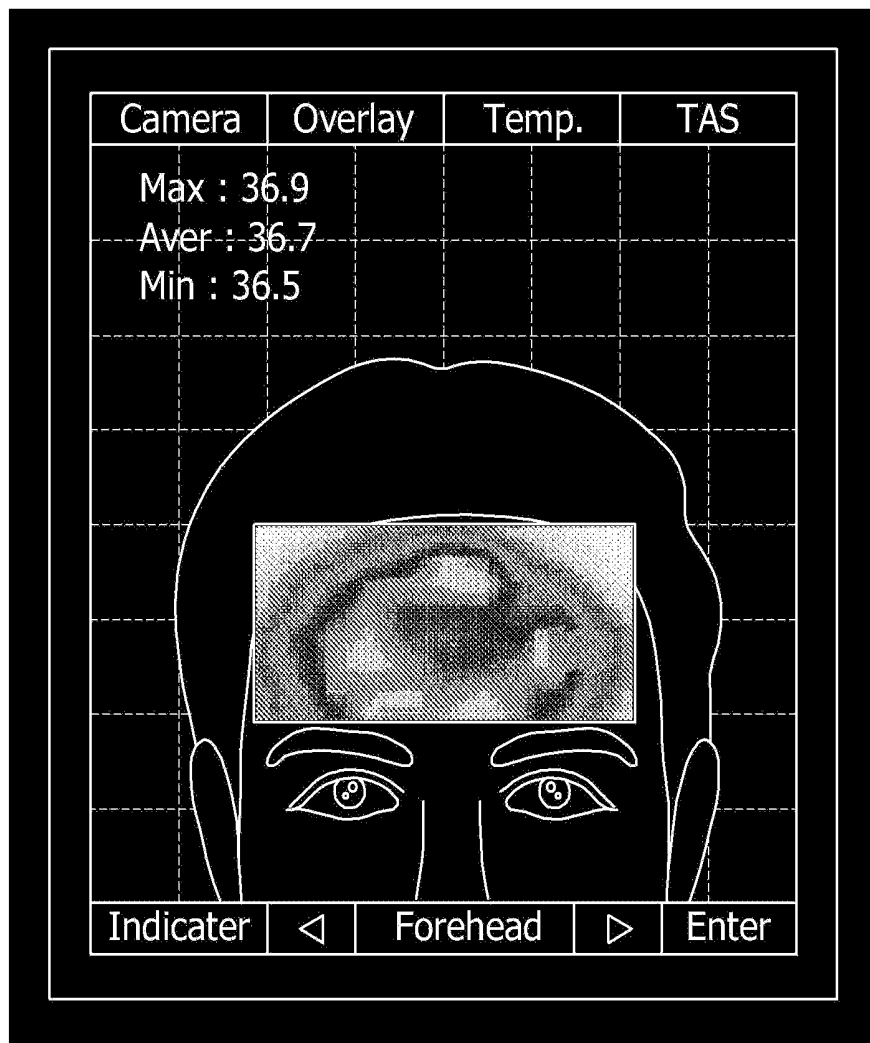 Camera Overlay Temp. TAS
Max : 36.9
Aver : 36.7
Min : 36.5
Indicater ◁ Forehead ▷ Enter